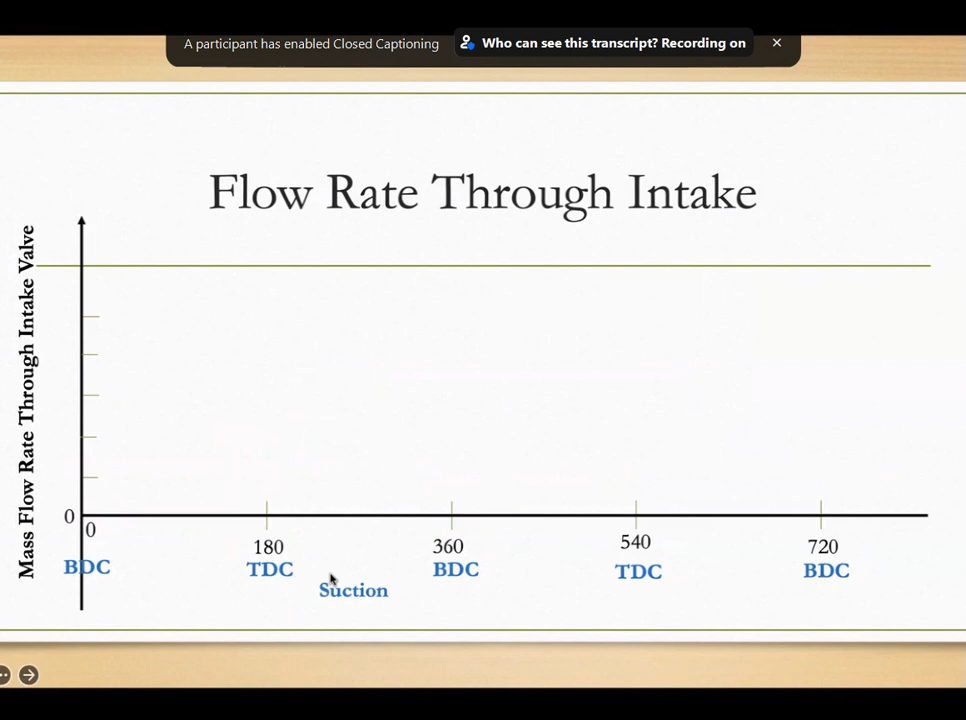 A participant has enabled Closed Captioning
Who can see this transcript? Recording on
Flow Rate Through Intake
Mass Flow Rate Through Intake Valve
0
0
180
360
540
720
BDC
TDC
BDC
TDC
BDC
Suction